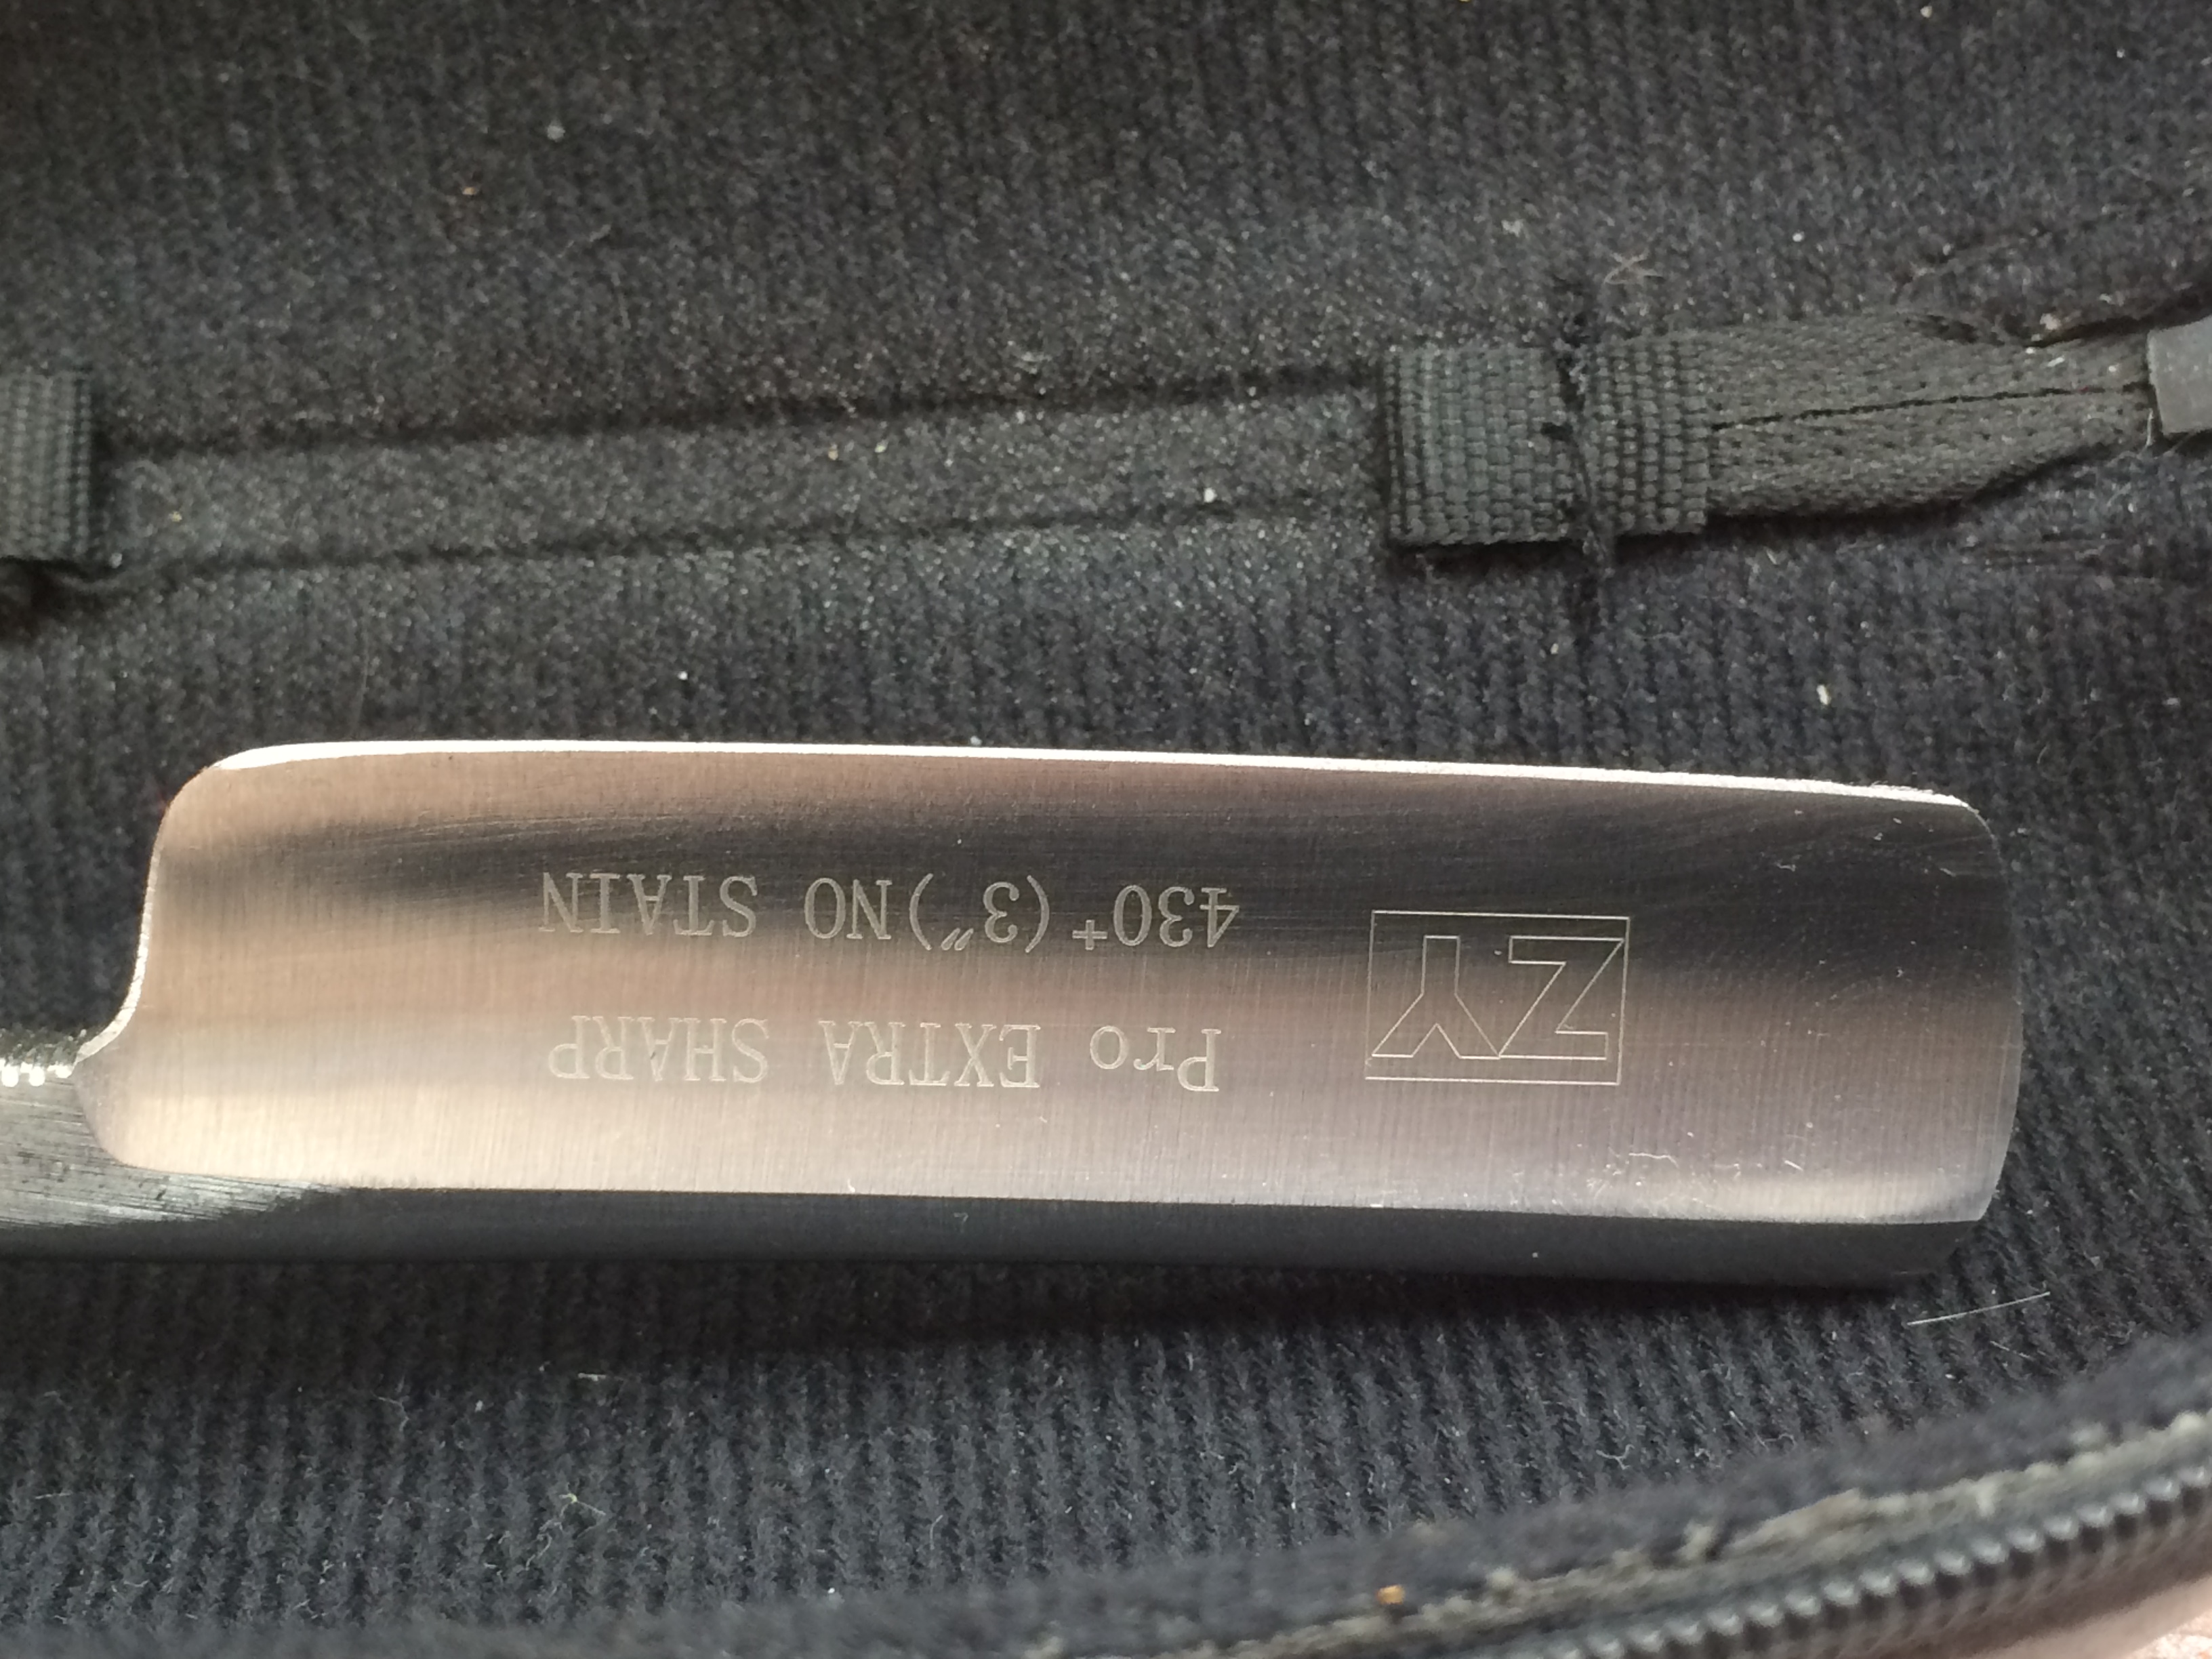 ZY
Pro EXTRA SHARP
430⁺(3″)NO STAIN